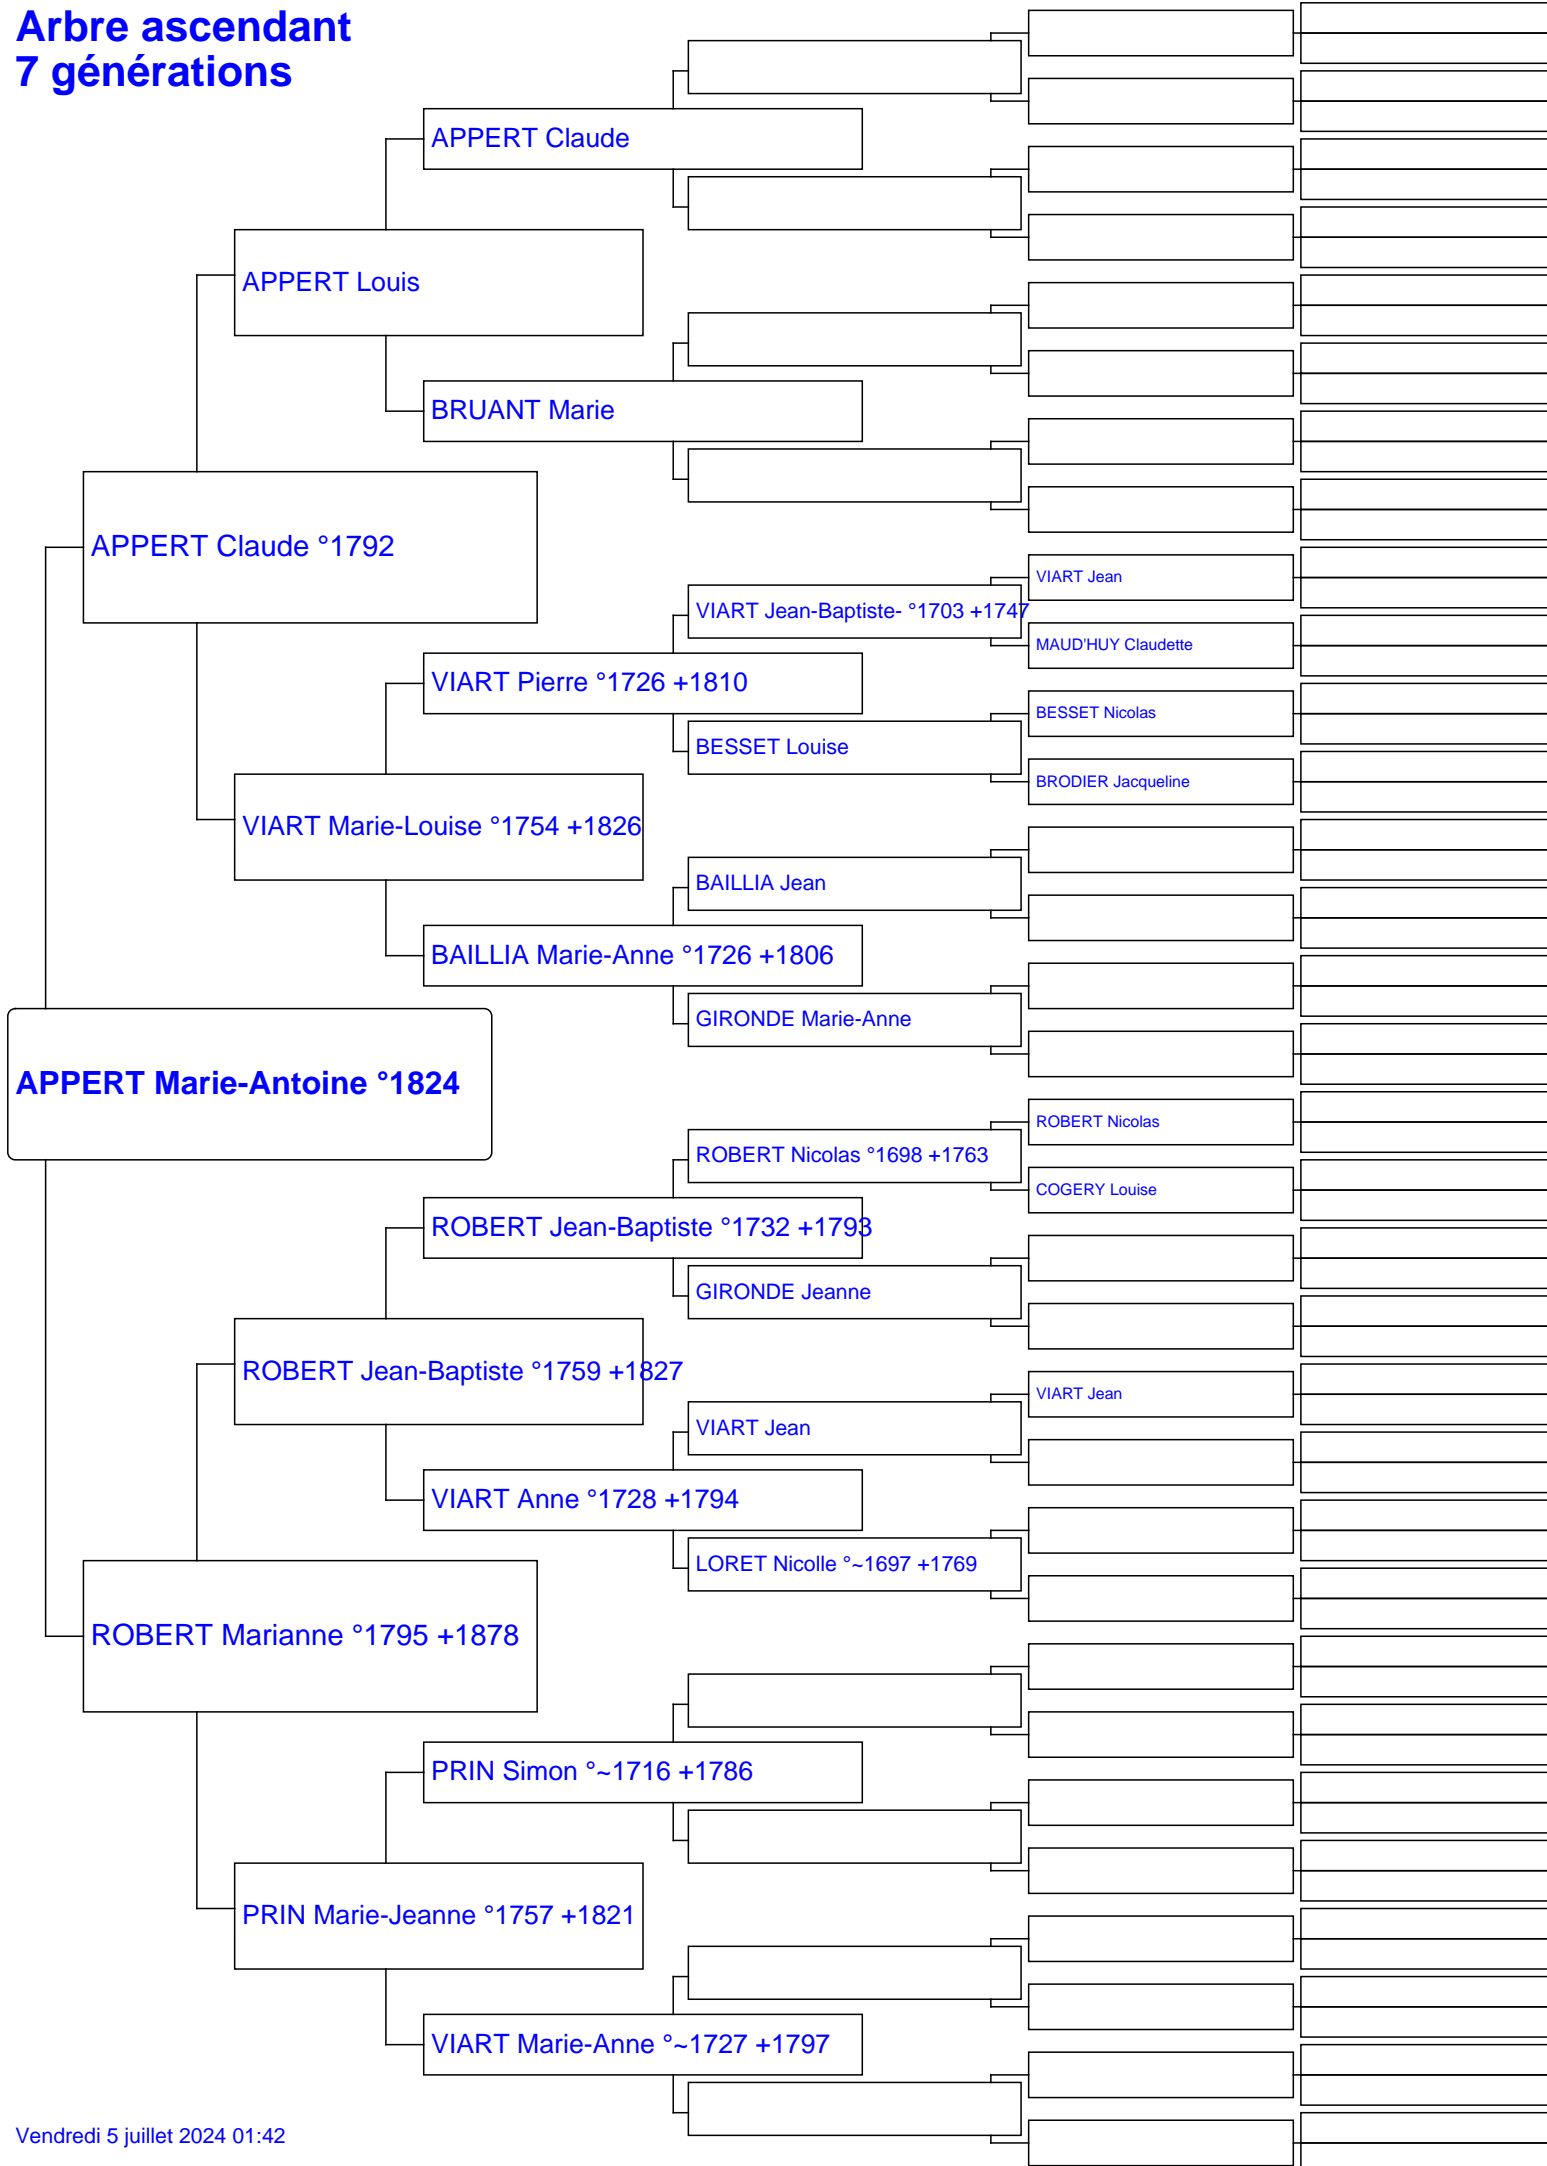 Arbre ascendant
7 générations
APPERT Claude
APPERT Louis
BRUANT Marie
APPERT Claude °1792
VIART Jean
VIART Jean-Baptiste- °1703 +1747
MAUD'HUY Claudette
VIART Pierre °1726 +1810
BESSET Nicolas
BESSET Louise
BRODIER Jacqueline
VIART Marie-Louise °1754 +1826
BAILLIA Jean
BAILLIA Marie-Anne °1726 +1806
GIRONDE Marie-Anne
APPERT Marie-Antoine °1824
ROBERT Nicolas
ROBERT Nicolas °1698 +1763
COGERY Louise
ROBERT Jean-Baptiste °1732 +1793
GIRONDE Jeanne
ROBERT Jean-Baptiste °1759 +1827
VIART Jean
VIART Jean
VIART Anne °1728 +1794
LORET Nicolle °~1697 +1769
ROBERT Marianne °1795 +1878
PRIN Simon °~1716 +1786
PRIN Marie-Jeanne °1757 +1821
VIART Marie-Anne °~1727 +1797
Vendredi 5 juillet 2024 01:42